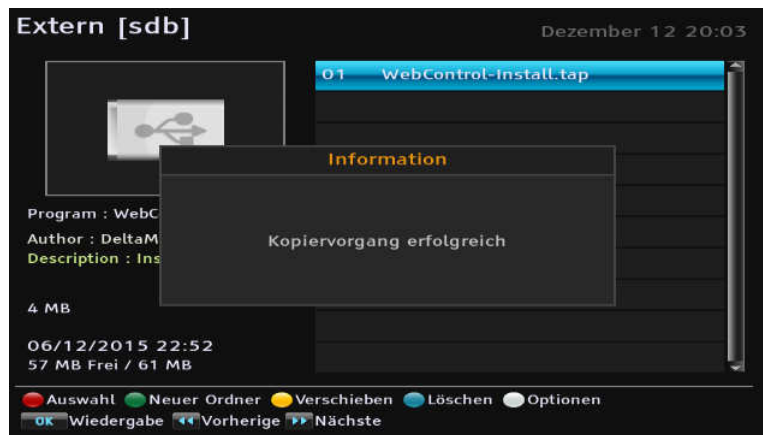 Extern [sdb]
Dezember 12 20:03
01 WebControl-Install.tap
Information
Kopiervorgang erfolgreich
Program : WebC
Author : DeltaM
Description : Ins
4 MB
06/12/2015 22:52
57 MB Frei / 61 MB
Auswahl Neuer Ordner Verschieben Löschen Optionen
OK Wiedergabe Vorherige Nächste